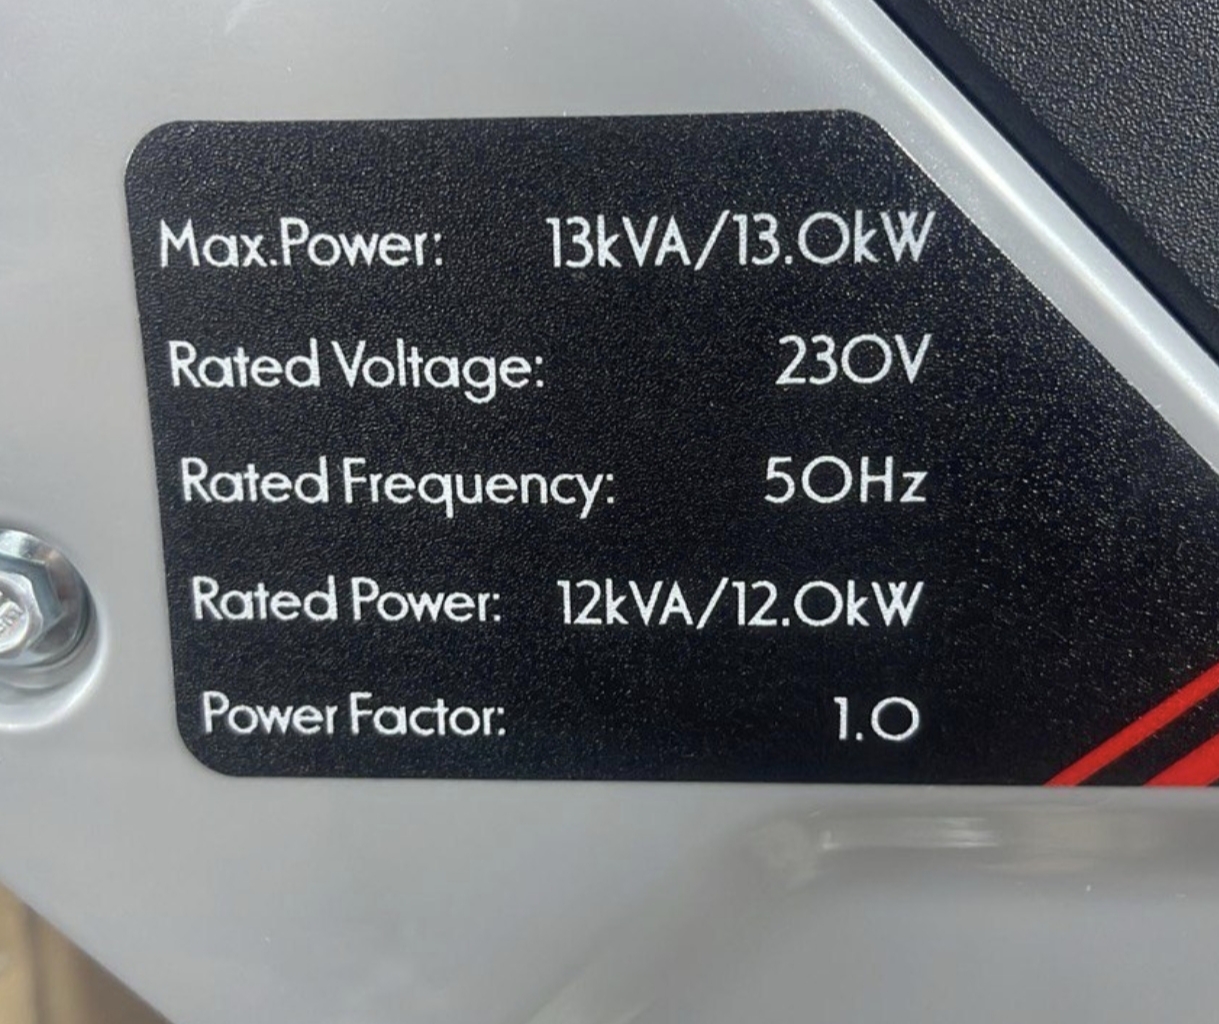 Max.Power: 13kVA/13.0kW
Rated Voltage: 230V
Rated Frequency: 50Hz
Rated Power: 12kVA/12.0kW
Power Factor: 1.0